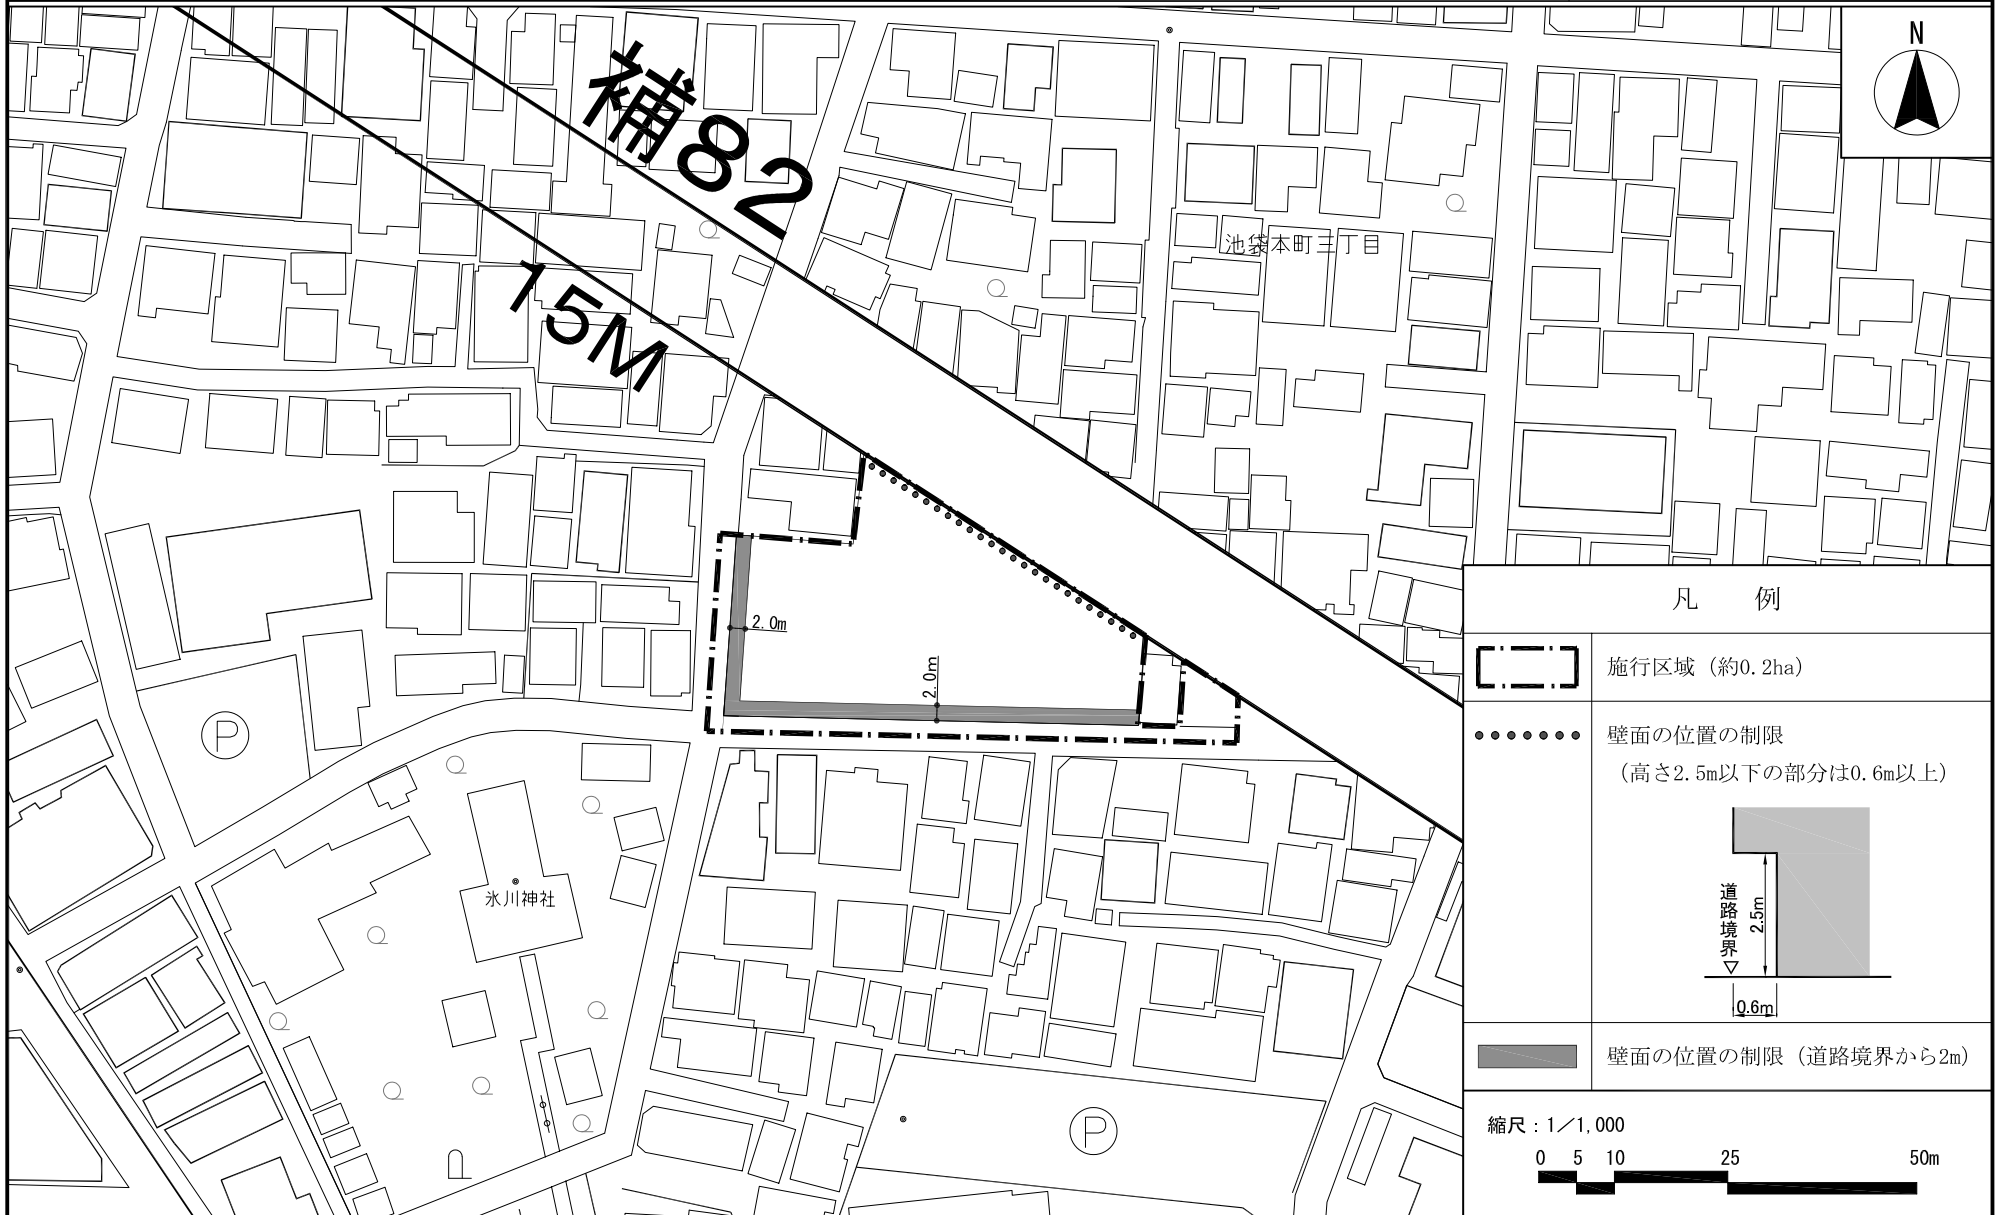 N
補82
15M
池袋本町三丁目
2.0m
2.0m
P
氷川神社
P
凡　例
施行区域（約0.2ha）
壁面の位置の制限
（高さ2.5m以下の部分は0.6m以上）
道路境界
2.5m
0.6m
壁面の位置の制限（道路境界から2m）
縮尺：1／1,000
0 5 10 25 50m